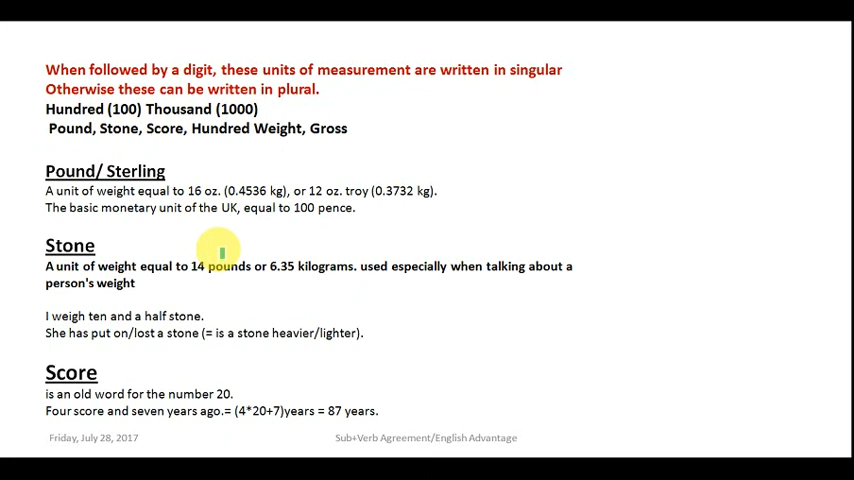 When followed by a digit, these units of measurement are written in singular
Otherwise these can be written in plural.
Hundred (100) Thousand (1000)
Pound, Stone, Score, Hundred Weight, Gross
Pound/ Sterling
A unit of weight equal to 16 oz. (0.4536 kg), or 12 oz. troy (0.3732 kg).
The basic monetary unit of the UK, equal to 100 pence.
Stone
A unit of weight equal to 14 pounds or 6.35 kilograms. used especially when talking about a
person's weight
I weigh ten and a half stone.
She has put on/lost a stone (= is a stone heavier/lighter).
Score
is an old word for the number 20.
Four score and seven years ago.= (4*20+7)years = 87 years.
Friday, July 28, 2017
Sub+Verb Agreement/English Advantage